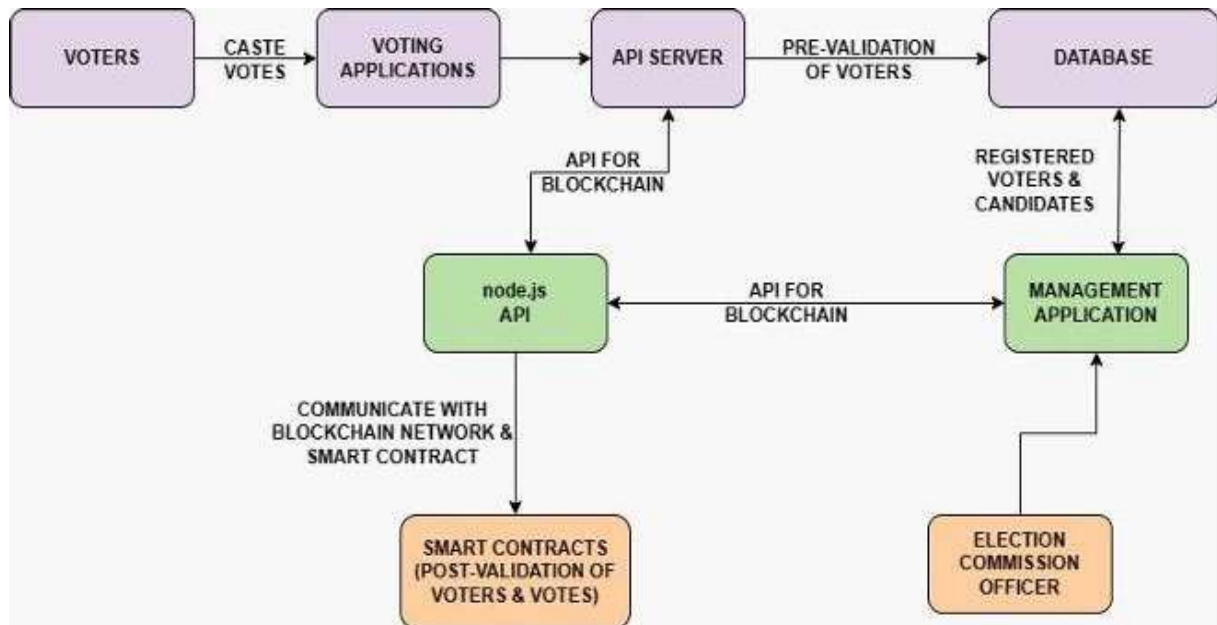 VOTERS
CASTE
VOTES
VOTING
APPLICATIONS
API SERVER
PRE-VALIDATION
OF VOTERS
DATABASE
API FOR
BLOCKCHAIN
REGISTERED
VOTERS &
CANDIDATES
node.js
API
API FOR
BLOCKCHAIN
MANAGEMENT
APPLICATION
COMMUNICATE WITH
BLOCKCHAIN NETWORK &
SMART CONTRACT
SMART CONTRACTS
(POST-VALIDATION OF
VOTERS & VOTES)
ELECTION
COMMISSION
OFFICER